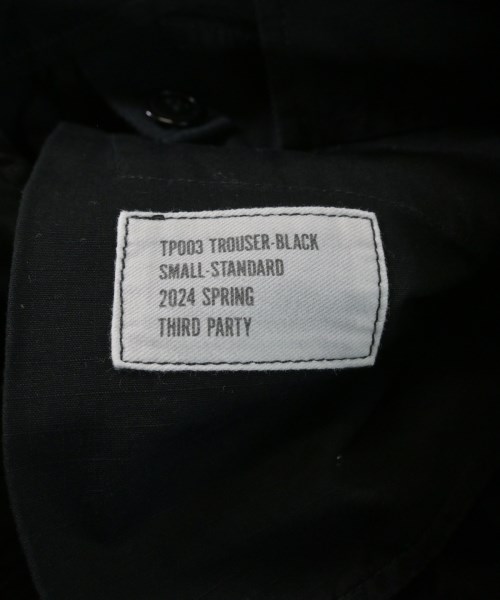 TP003 TROUSER-BLACK
SMALL-STANDARD
2024 SPRING
THIRD PARTY